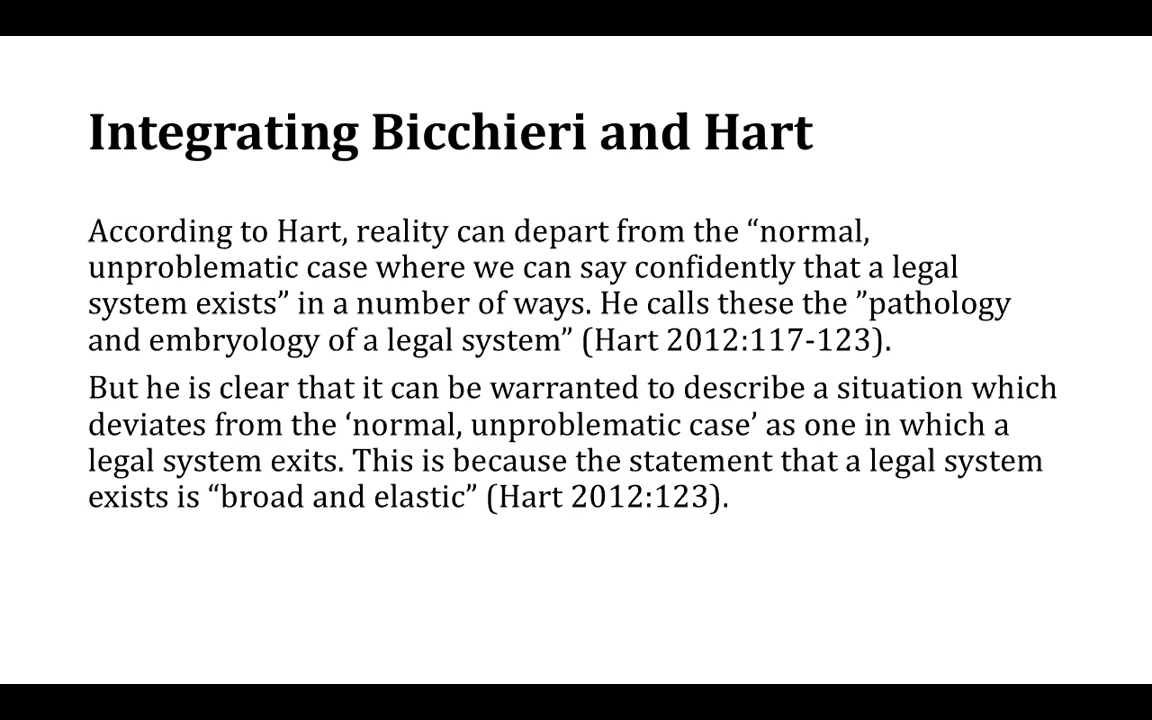 Integrating Bicchieri and Hart
According to Hart, reality can depart from the “normal,
unproblematic case where we can say confidently that a legal
system exists” in a number of ways. He calls these the ”pathology
and embryology of a legal system” (Hart 2012:117-123).
But he is clear that it can be warranted to describe a situation which
deviates from the ‘normal, unproblematic case’ as one in which a
legal system exits. This is because the statement that a legal system
exists is “broad and elastic” (Hart 2012:123).